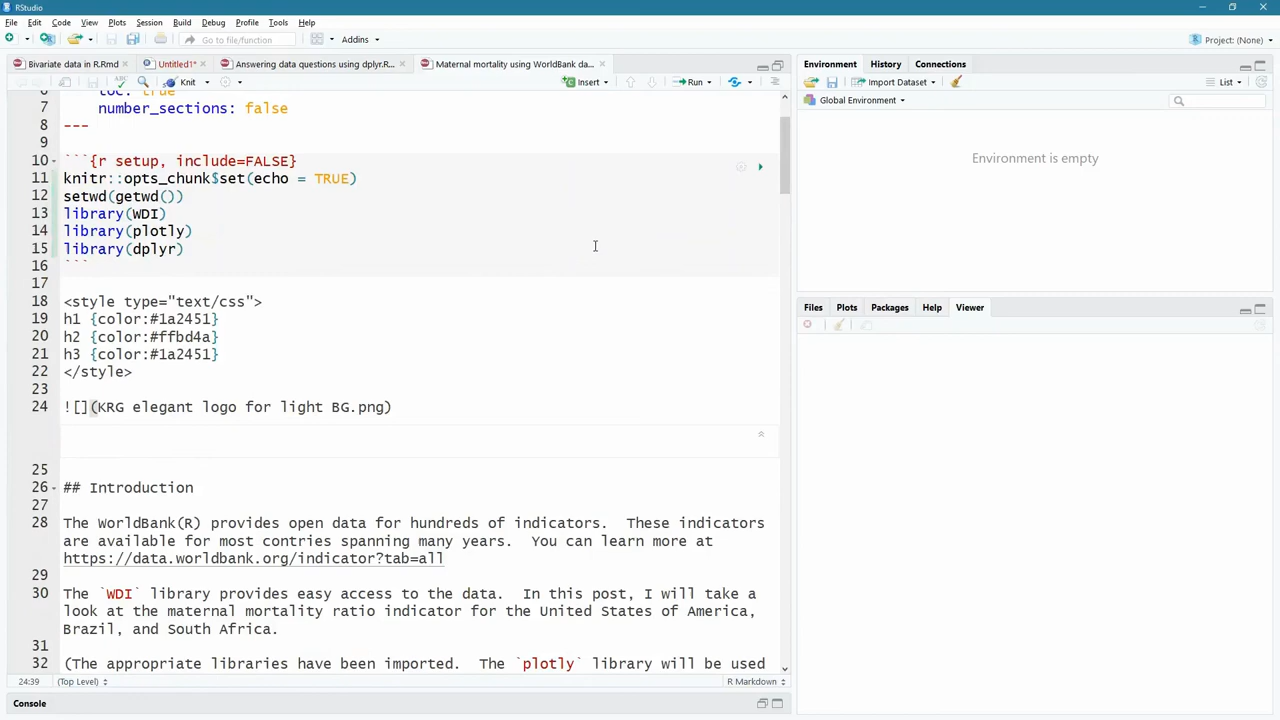 RStudio
File Edit Code View Plots Session Build Debug Profile Tools Help
Go to file/function Addins Project: (None)
Bivariate data in R.Rmd Untitled1* Answering data questions using dplyr.R... Maternal mortality using WorldBank da...
Knit Insert Run
7 number_sections: false
8 ---
9
10 ```{r setup, include=FALSE}
11 knitr::opts_chunk$set(echo = TRUE)
12 setwd(getwd())
13 library(WDI)
14 library(plotly)
15 library(dplyr)
16 ```
17
18 <style type="text/css">
19 h1 {color:#1a2451}
20 h2 {color:#ffbd4a}
21 h3 {color:#1a2451}
22 </style>
23
24 ![](KRG elegant logo for light BG.png)
25
26 ## Introduction
27
28 The WorldBank(R) provides open data for hundreds of indicators.  These indicators
are available for most contries spanning many years.  You can learn more at
https://data.worldbank.org/indicator?tab=all
29
30 The `WDI` library provides easy access to the data.  In this post, I will take a
look at the maternal mortality ratio indicator for the United States of America,
Brazil, and South Africa.
31
32 (The appropriate libraries have been imported.  The `plotly` library will be used
24:39 (Top Level) R Markdown
Console
Environment History Connections
Import Dataset List
Global Environment
Environment is empty
Files Plots Packages Help Viewer